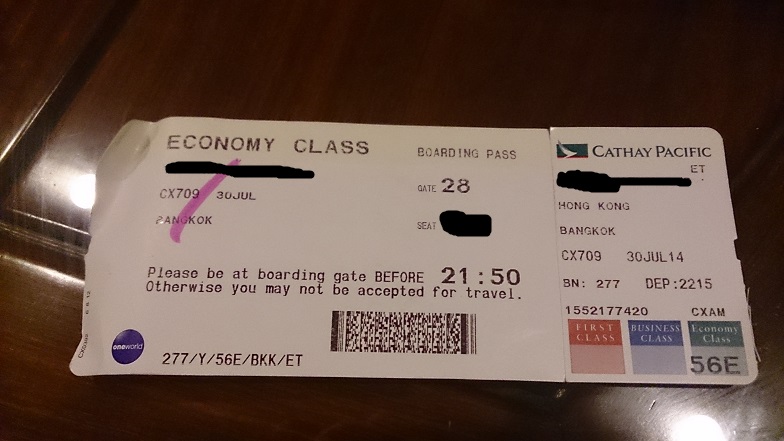 ECONOMY CLASS
BOARDING PASS
CX709 30JUL
GATE 28
BANGKOK
SEAT
Please be at boarding gate BEFORE 21:50
Otherwise you may not be accepted for travel.
oneworld
277/Y/56E/BKK/ET
CATHAY PACIFIC
ET
HONG KONG
BANGKOK
CX709 30JUL14
BN: 277 DEP:2215
1552177420 CXAM
FIRST CLASS
BUSINESS CLASS
Economy Class
56E